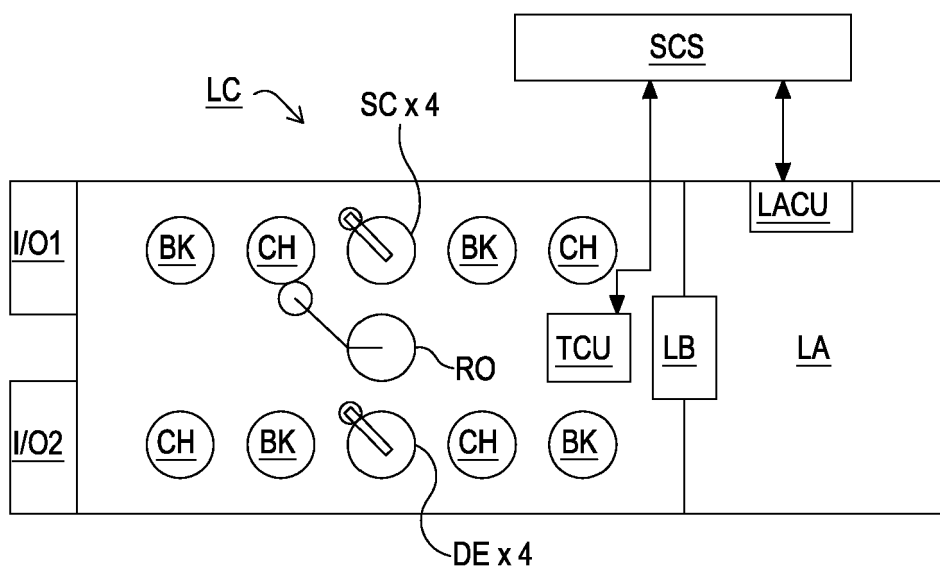 SCS
LC
SC x 4
LACU
I/O1
BK
CH
BK
CH
TCU
LB
LA
RO
I/O2
CH
BK
CH
BK
DE x 4